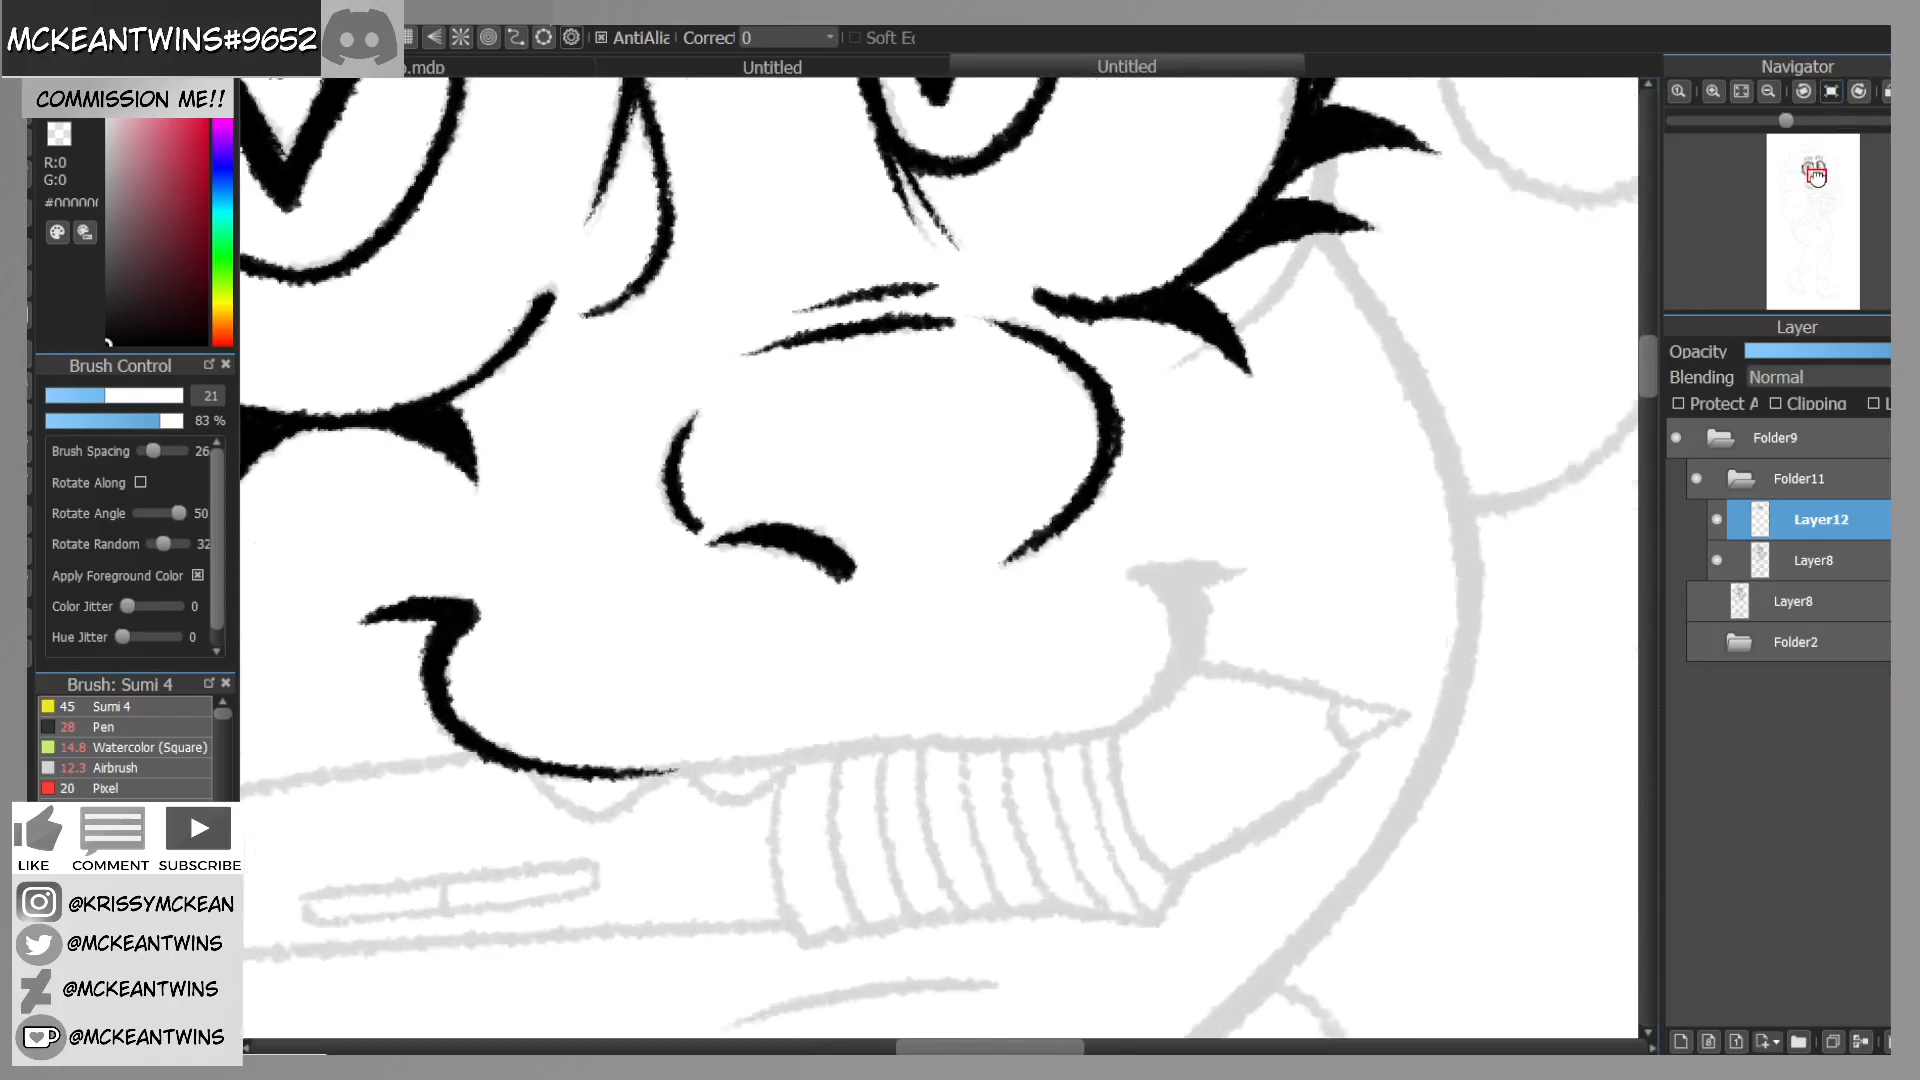 MCKEANTWINS#9652
COMMISSION ME!!
AntiAlia
Correct 0
Soft Ec
.mdp
Untitled
Untitled
R:0
G:0
#000000
Brush Control
21
83 %
Brush Spacing 26
Rotate Along
Rotate Angle 50
Rotate Random 32
Apply Foreground Color
Color Jitter 0
Hue Jitter 0
Brush: Sumi 4
45 Sumi 4
28 Pen
14.8 Watercolor (Square)
12.3 Airbrush
20 Pixel
LIKE COMMENT SUBSCRIBE
@KRISSYMCKEAN
@MCKEANTWINS
@MCKEANTWINS
@MCKEANTWINS
Navigator
Layer
Opacity
Blending Normal
Protect A Clipping L
Folder9
Folder11
Layer12
Layer8
Layer8
Folder2